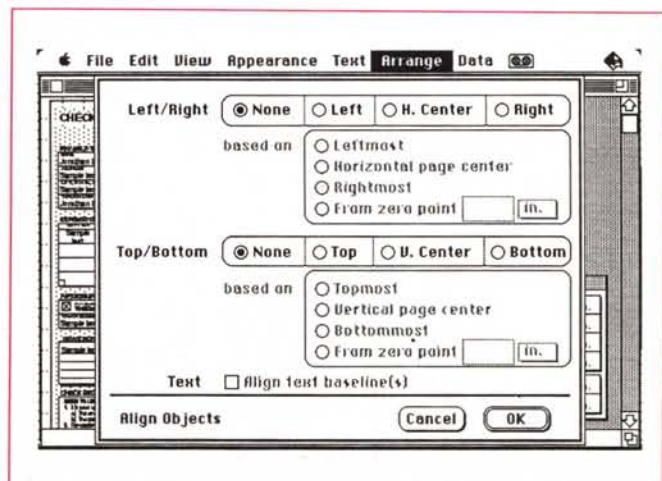 File Edit View Appearance Text Arrange Data
CHECK
Left/Right None Left H. Center Right
based on Leftmost
Horizontal page center
Rightmost
From zero point in.
Top/Bottom None Top V. Center Bottom
based on Topmost
Vertical page center
Bottommost
From zero point in.
Text Align text baseline(s)
Align Objects Cancel OK